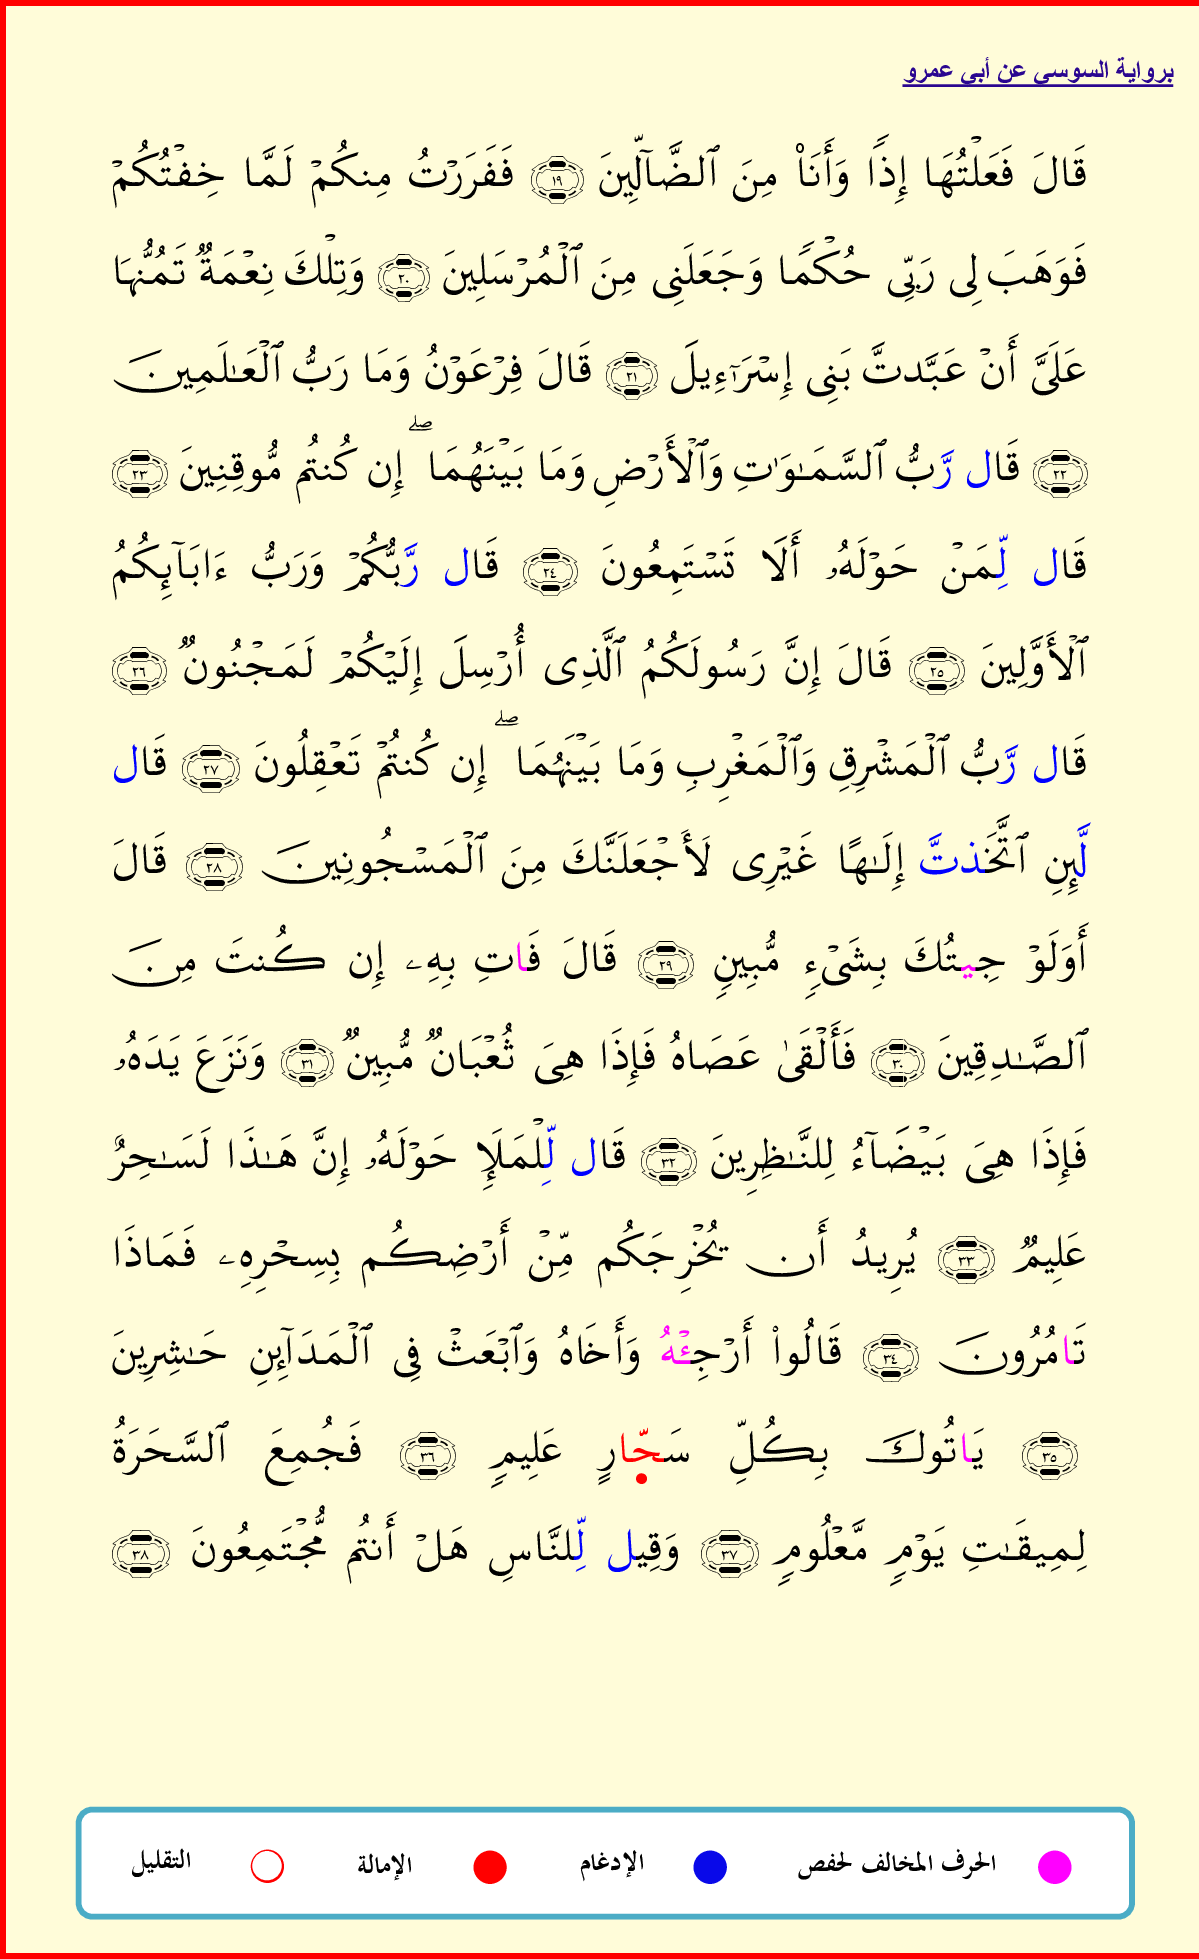 برواية السوسي عن أبي عمرو
قَالَ فَعَلۡتُهَا إِذٗا وَأَنَا۠ مِنَ ٱلضَّآلِّينَ ١٩ فَفَرَرۡتُ مِنكُمۡ لَمَّا خِفۡتُكُمۡ
فَوَهَبَ لِي رَبِّي حُكۡمٗا وَجَعَلَنِي مِنَ ٱلۡمُرۡسَلِينَ ٢٠ وَتِلۡكَ نِعۡمَةٞ تَمُنُّهَا
عَلَيَّ أَنۡ عَبَّدتَّ بَنِي إِسۡرَٰٓءِيلَ ٢١ قَالَ فِرۡعَوۡنُ وَمَا رَبُّ ٱلۡعَٰلَمِينَ
٢٢ قَال رَّبُّ ٱلسَّمَٰوَٰتِ وَٱلۡأَرۡضِ وَمَا بَيۡنَهُمَاۖ إِن كُنتُم مُّوقِنِينَ ٢٣
قَال لِّمَنۡ حَوۡلَهُۥ أَلَا تَسۡتَمِعُونَ ٢٤ قَال رَّبُّكُمۡ وَرَبُّ ءَابَآئِكُمُ
ٱلۡأَوَّلِينَ ٢٥ قَالَ إِنَّ رَسُولَكُمُ ٱلَّذِي أُرۡسِلَ إِلَيۡكُمۡ لَمَجۡنُونٞ ٢٦
قَال رَّبُّ ٱلۡمَشۡرِقِ وَٱلۡمَغۡرِبِ وَمَا بَيۡنَهُمَاۖ إِن كُنتُمۡ تَعۡقِلُونَ ٢٧ قَال
لَّئِنِ ٱتَّخَذتَّ إِلَٰهًا غَيۡرِي لَأَجۡعَلَنَّكَ مِنَ ٱلۡمَسۡجُونِينَ ٢٨ قَالَ
أَوَلَوۡ جِيتُكَ بِشَيۡءٖ مُّبِينٖ ٢٩ قَالَ فَاتِ بِهِۦ إِن كُنتَ مِنَ
ٱلصَّٰدِقِينَ ٣٠ فَأَلۡقَىٰ عَصَاهُ فَإِذَا هِيَ ثُعۡبَانٞ مُّبِينٞ ٣١ وَنَزَعَ يَدَهُۥ
فَإِذَا هِيَ بَيۡضَآءُ لِلنَّٰظِرِينَ ٣٢ قَال لِّلۡمَلَإِ حَوۡلَهُۥ إِنَّ هَٰذَا لَسَٰحِرٌ
عَلِيمٞ ٣٣ يُرِيدُ أَن يُخۡرِجَكُم مِّنۡ أَرۡضِكُم بِسِحۡرِهِۦ فَمَاذَا
تَامُرُونَ ٣٤ قَالُواْ أَرۡجِئۡهُ وَأَخَاهُ وَٱبۡعَثۡ فِي ٱلۡمَدَآئِنِ حَٰشِرِينَ
٣٥ يَاتُوكَ بِكُلِّ سَحّ۪ارٍ عَلِيمٖ ٣٦ فَجُمِعَ ٱلسَّحَرَةُ
لِمِيقَٰتِ يَوۡمٖ مَّعۡلُومٖ ٣٧ وَقِيل لِّلنَّاسِ هَلۡ أَنتُم مُّجۡتَمِعُونَ ٣٨
الحرف المخالف لحفص الإدغام الإمالة التقليل